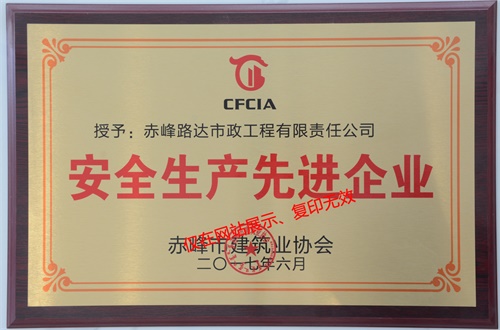 CFCIA
授予：赤峰路达市政工程有限责任公司
安全生产先进企业
仅在网站展示、复印无效
赤峰市建筑业协会
二〇一七年六月